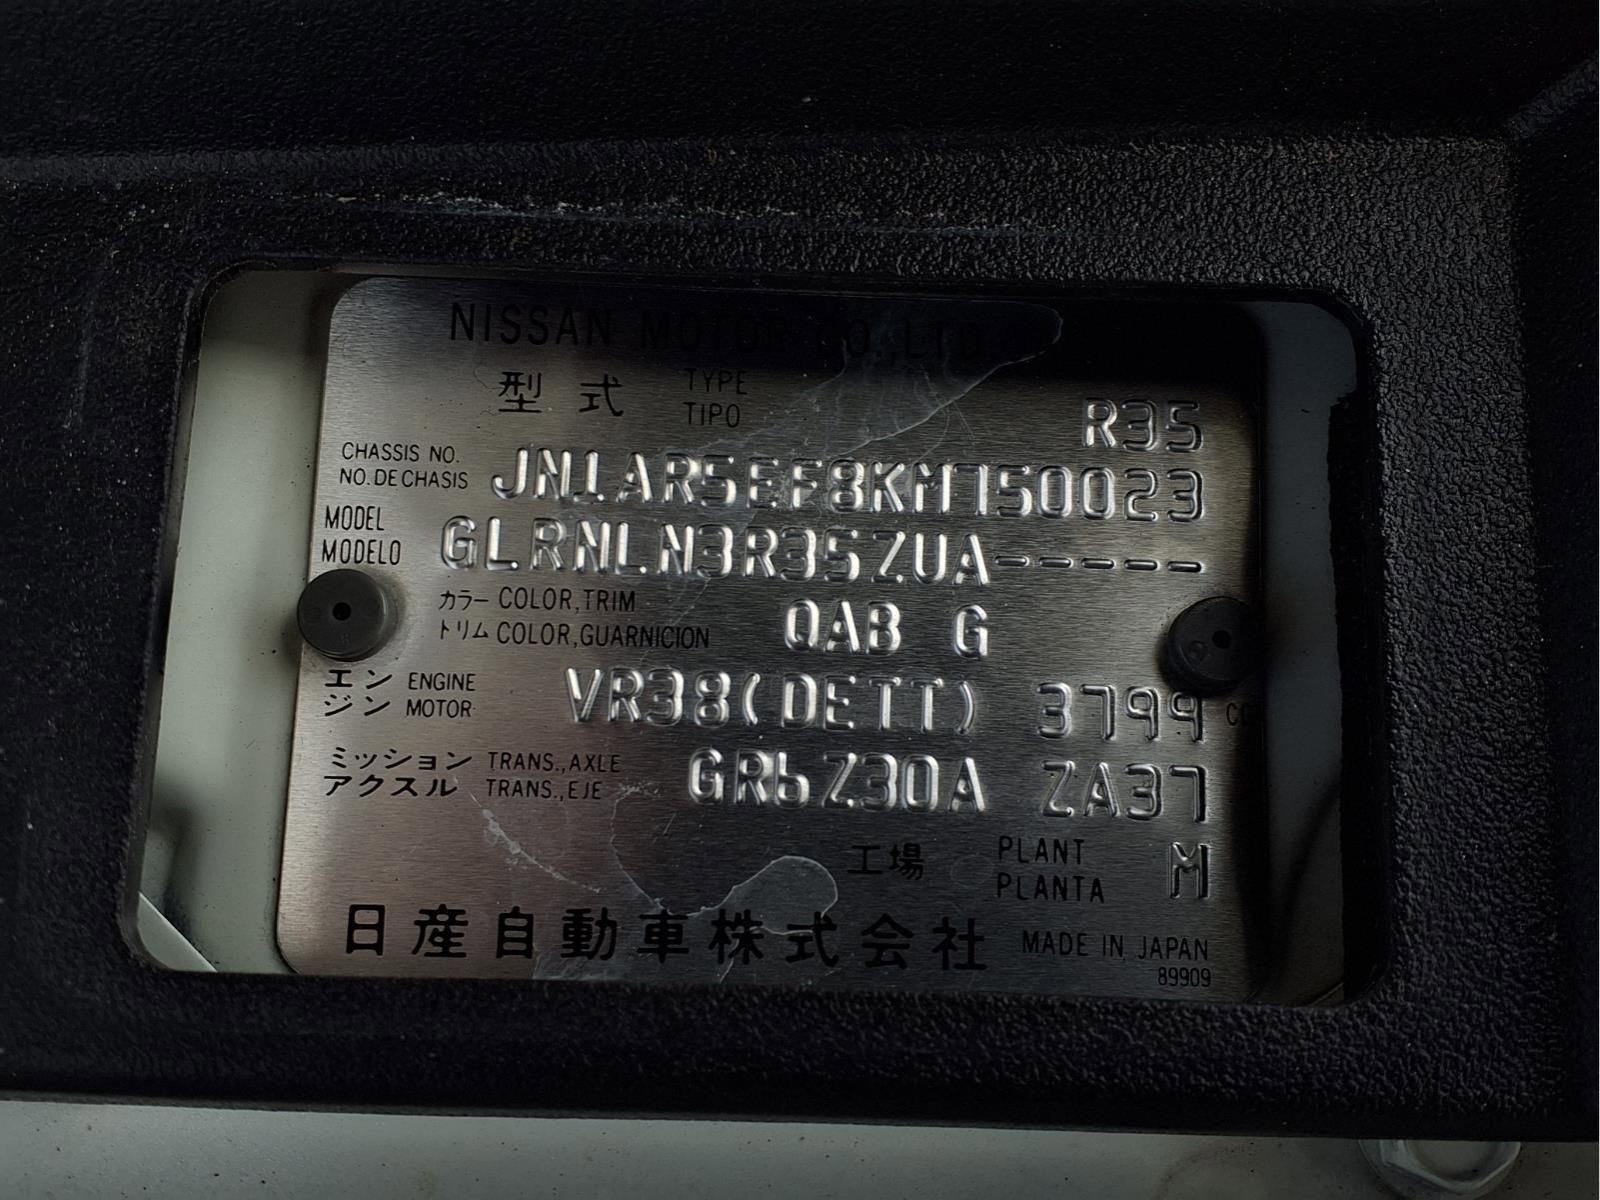 NISSAN MOTOR CO.,LTD.
型式 TYPE TIPO R35
CHASSIS NO. NO. DE CHASIS JN1AR5EF8KM750023
MODEL MODELO GLRNLN3R35ZUA-----
カラー COLOR,TRIM
トリム COLOR,GUARNICION QAB G
エン ENGINE
ジン MOTOR VR38(DETT) 3799 CC
ミッション TRANS.,AXLE
アクスル TRANS.,EJE GR6Z30A ZA37
工場 PLANT PLANTA M
日産自動車株式会社 MADE IN JAPAN
89909